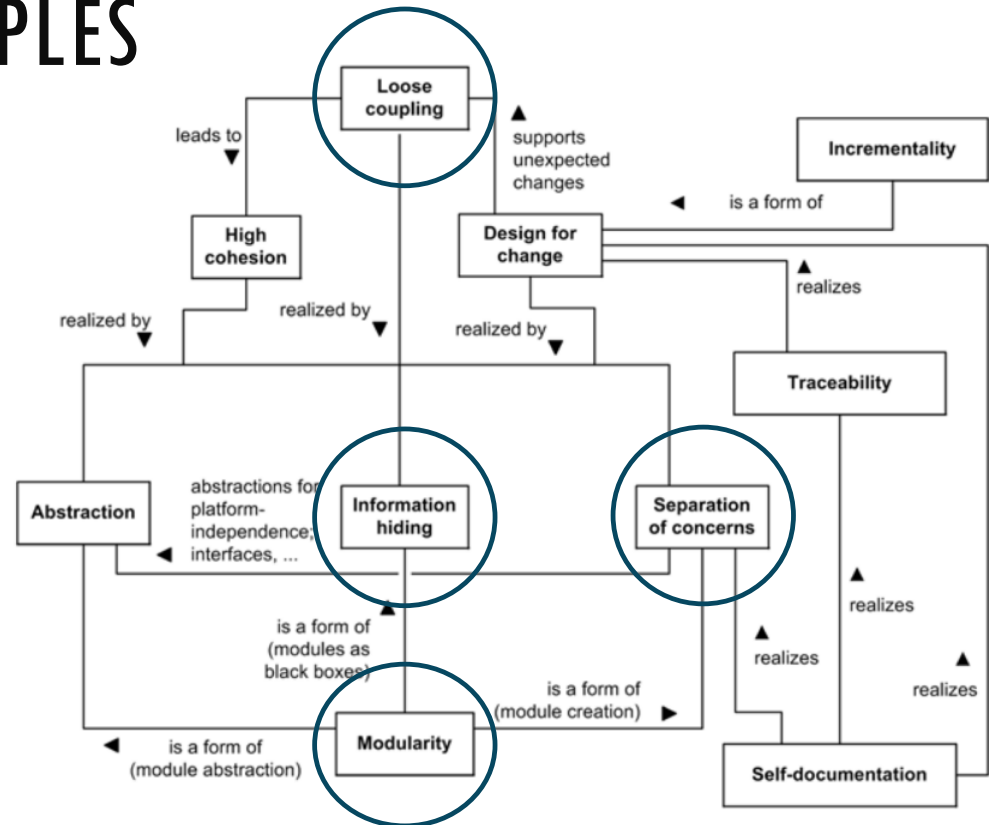 PLES
Loose
coupling
leads to
▼
▲
supports
unexpected
changes
Incrementality
◄ is a form of
High
cohesion
Design for
change
▲
realizes
realized by
▼
realized by
▼
realized by
▼
Traceability
Abstraction
abstractions for
platform-
independence;
interfaces, ...
◄
Information
hiding
Separation
of concerns
▲
realizes
▲
is a form of
(modules as
black boxes)
▲
realizes
▲
realizes
is a form of
(module creation) ►
Modularity
◄ is a form of
(module abstraction)
Self-documentation